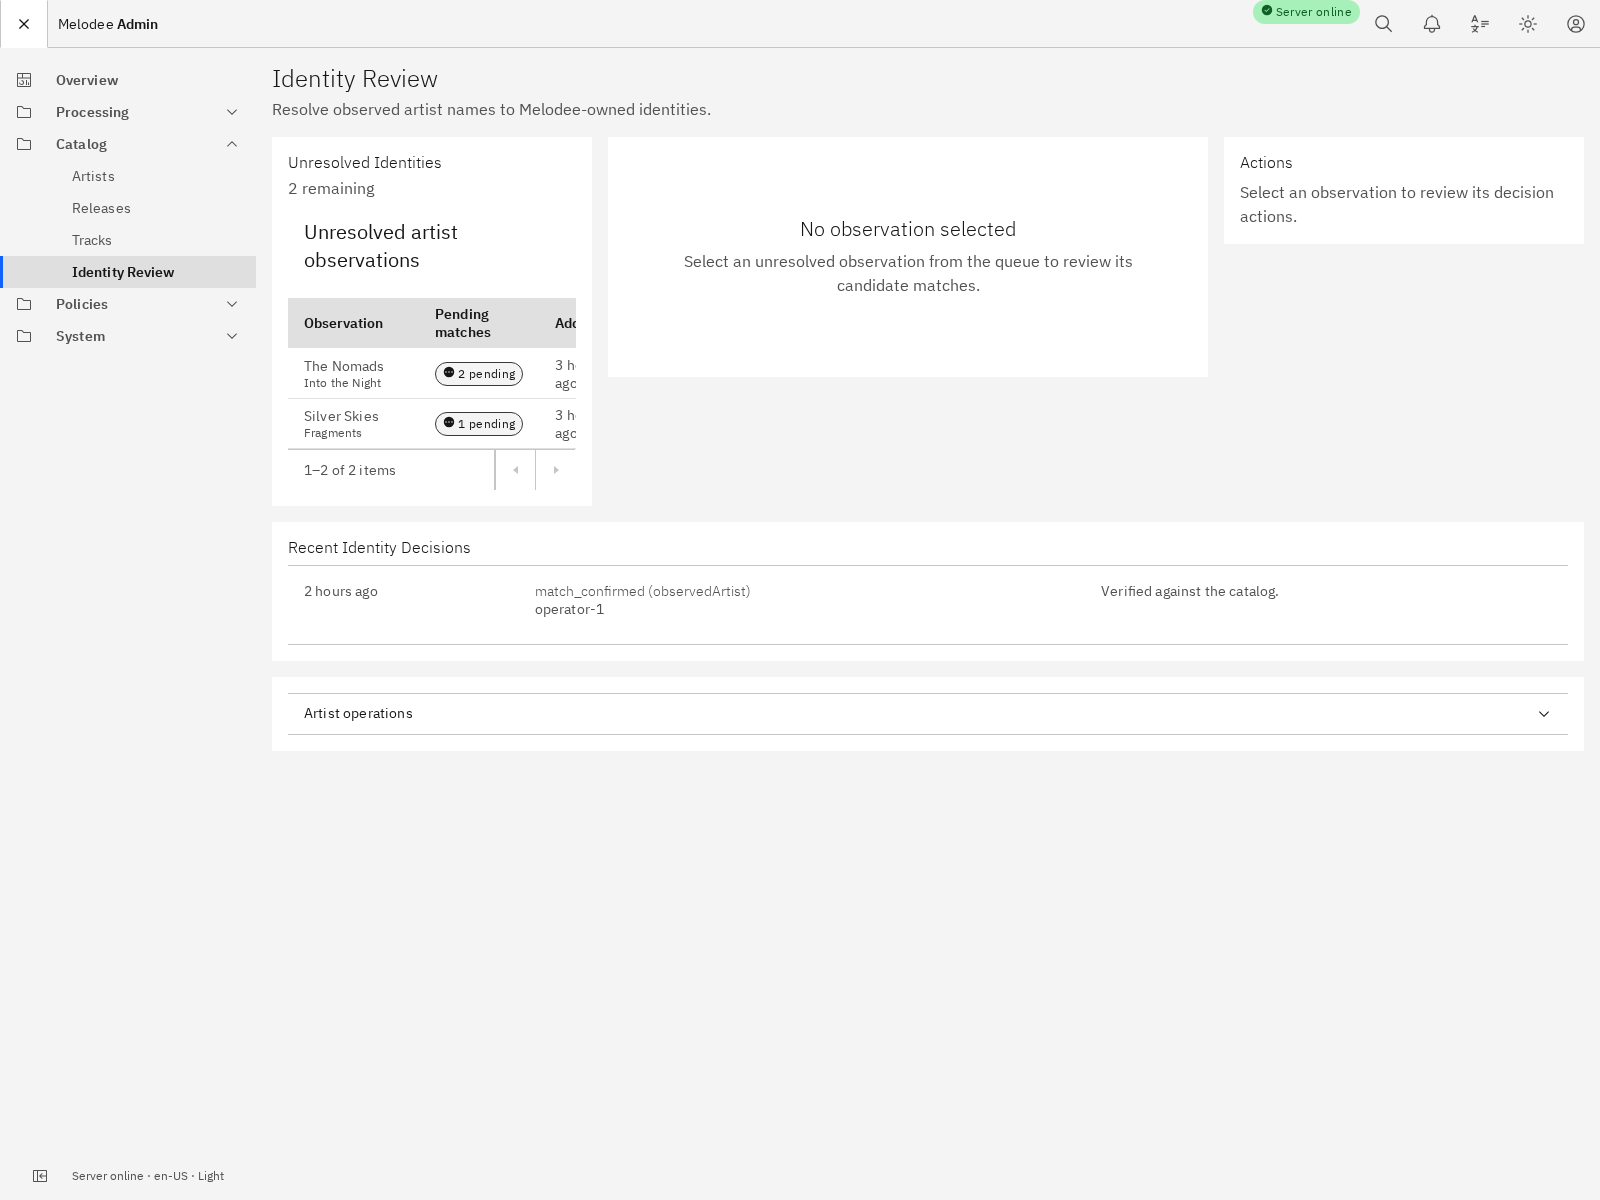 Melodee Admin
Server online
Overview
Processing
Catalog
Artists
Releases
Tracks
Identity Review
Policies
System
Identity Review
Resolve observed artist names to Melodee-owned identities.
Unresolved Identities
2 remaining
Unresolved artist
observations
Observation
Pending
matches
The Nomads
Into the Night
2 pending
3
ago
Silver Skies
Fragments
1 pending
3
ago
1–2 of 2 items
No observation selected
Select an unresolved observation from the queue to review its
candidate matches.
Actions
Select an observation to review its decision
actions.
Recent Identity Decisions
2 hours ago
match_confirmed (observedArtist)
operator-1
Verified against the catalog.
Artist operations
Server online · en-US · Light